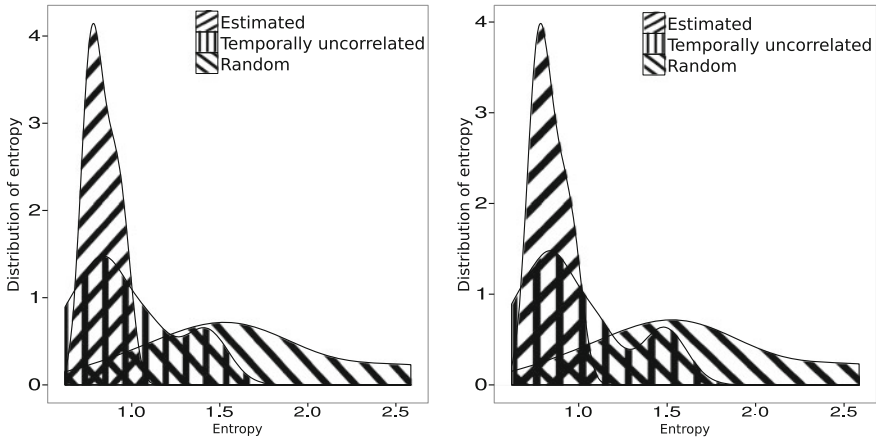 Estimated
Temporally uncorrelated
Random
Distribution of entropy
4
3
2
1
0
1.0
1.5
2.0
2.5
Entropy
Estimated
Temporally uncorrelated
Random
Distribution of entropy
4
3
2
1
0
1.0
1.5
2.0
2.5
Entropy